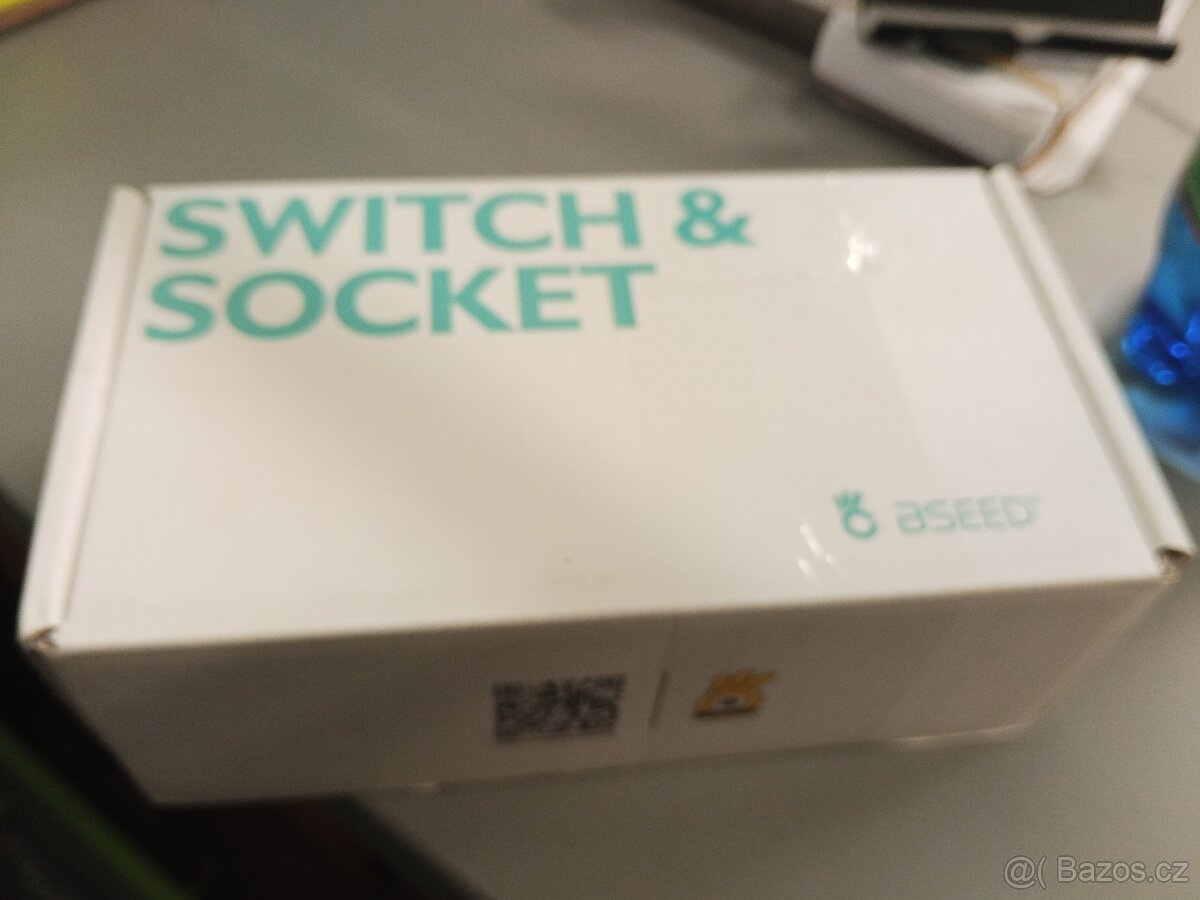 SWITCH &
SOCKET
BSEED
@( Bazos.cz